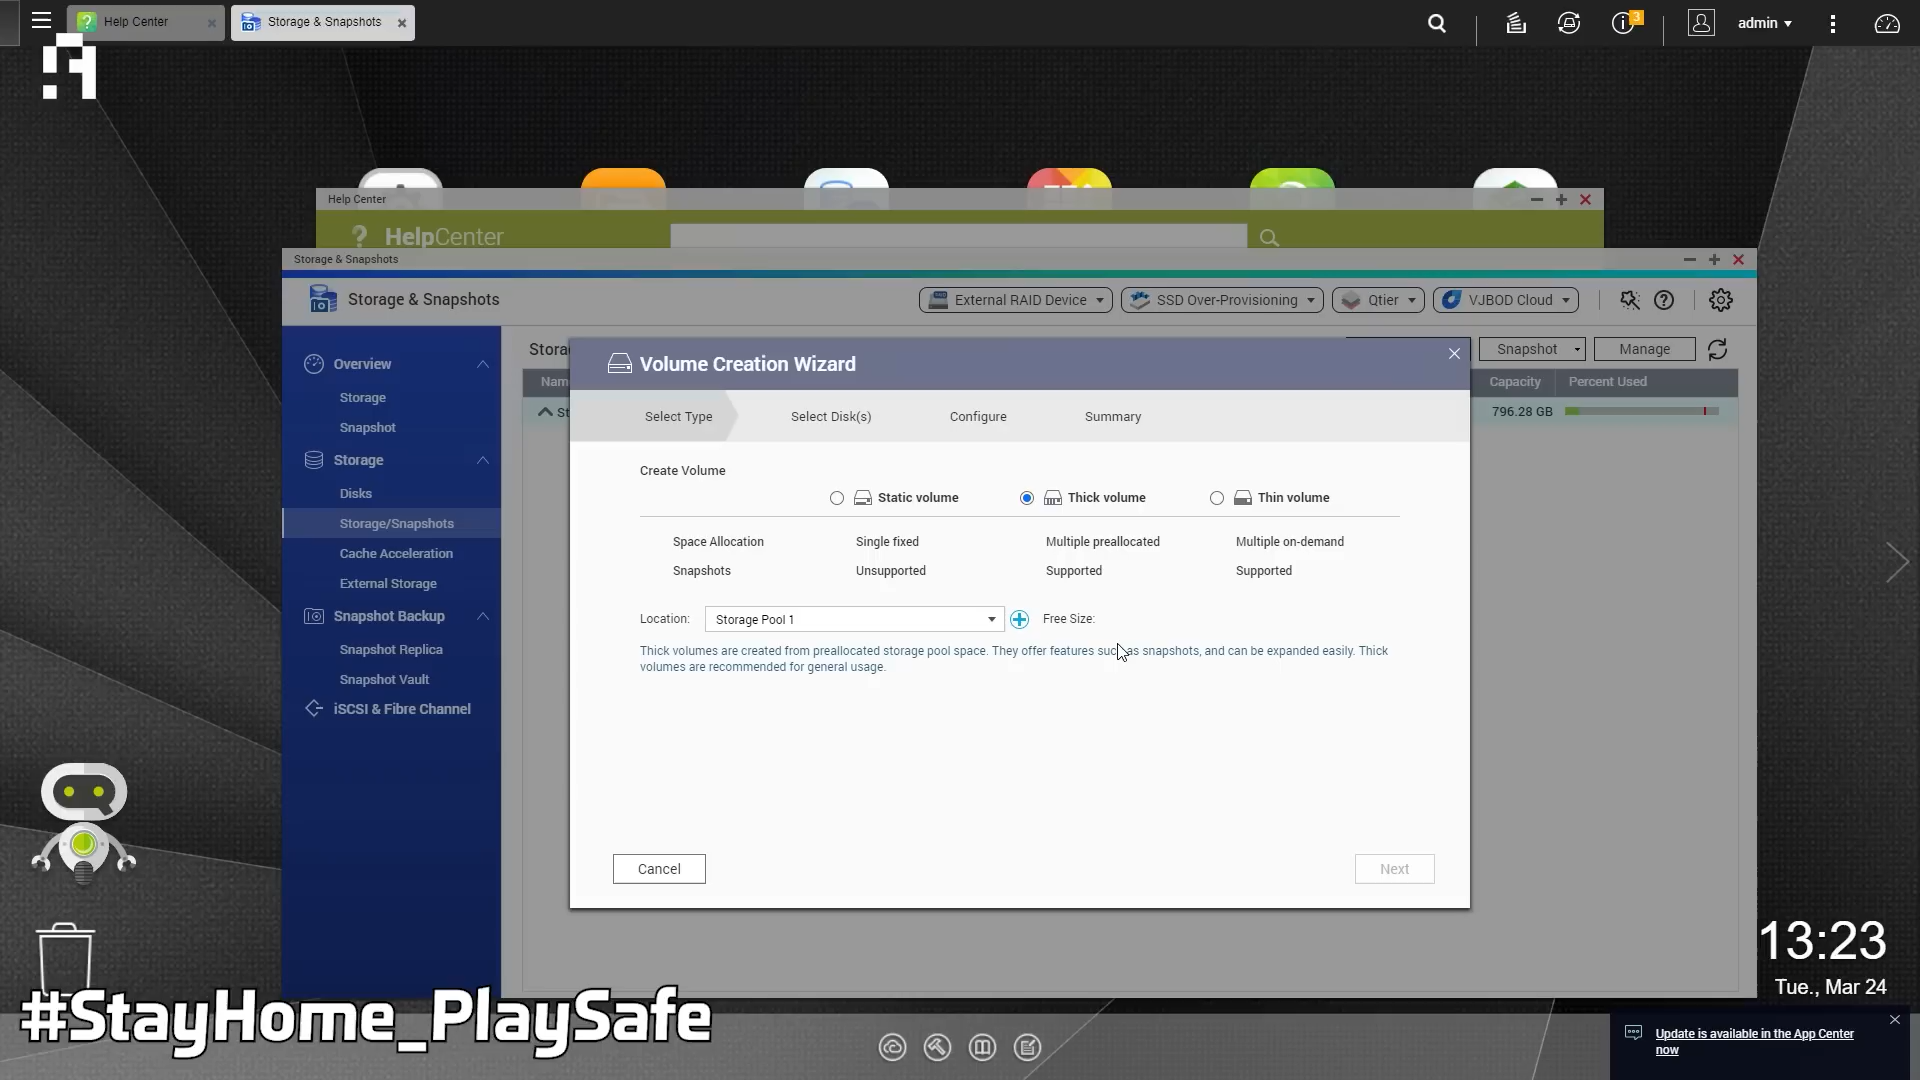 Help Center
Storage & Snapshots
3
admin
Help Center
HelpCenter
Storage & Snapshots
Storage & Snapshots
External RAID Device
SSD Over-Provisioning
Qtier
VJBOD Cloud
Overview
Storage
Snapshot
Storage
Disks
Storage/Snapshots
Cache Acceleration
External Storage
Snapshot Backup
Snapshot Replica
Snapshot Vault
iSCSI & Fibre Channel
Snapshot
Manage
Capacity
Percent Used
796.28 GB
Volume Creation Wizard
Select Type
Select Disk(s)
Configure
Summary
Create Volume
Static volume
Thick volume
Thin volume
Space Allocation
Single fixed
Multiple preallocated
Multiple on-demand
Snapshots
Unsupported
Supported
Supported
Location:
Storage Pool 1
Free Size:
Thick volumes are created from preallocated storage pool space. They offer features such as snapshots, and can be expanded easily. Thick
volumes are recommended for general usage.
Cancel
Next
13:23
Tue., Mar 24
#StayHome_PlaySafe
Update is available in the App Center
now